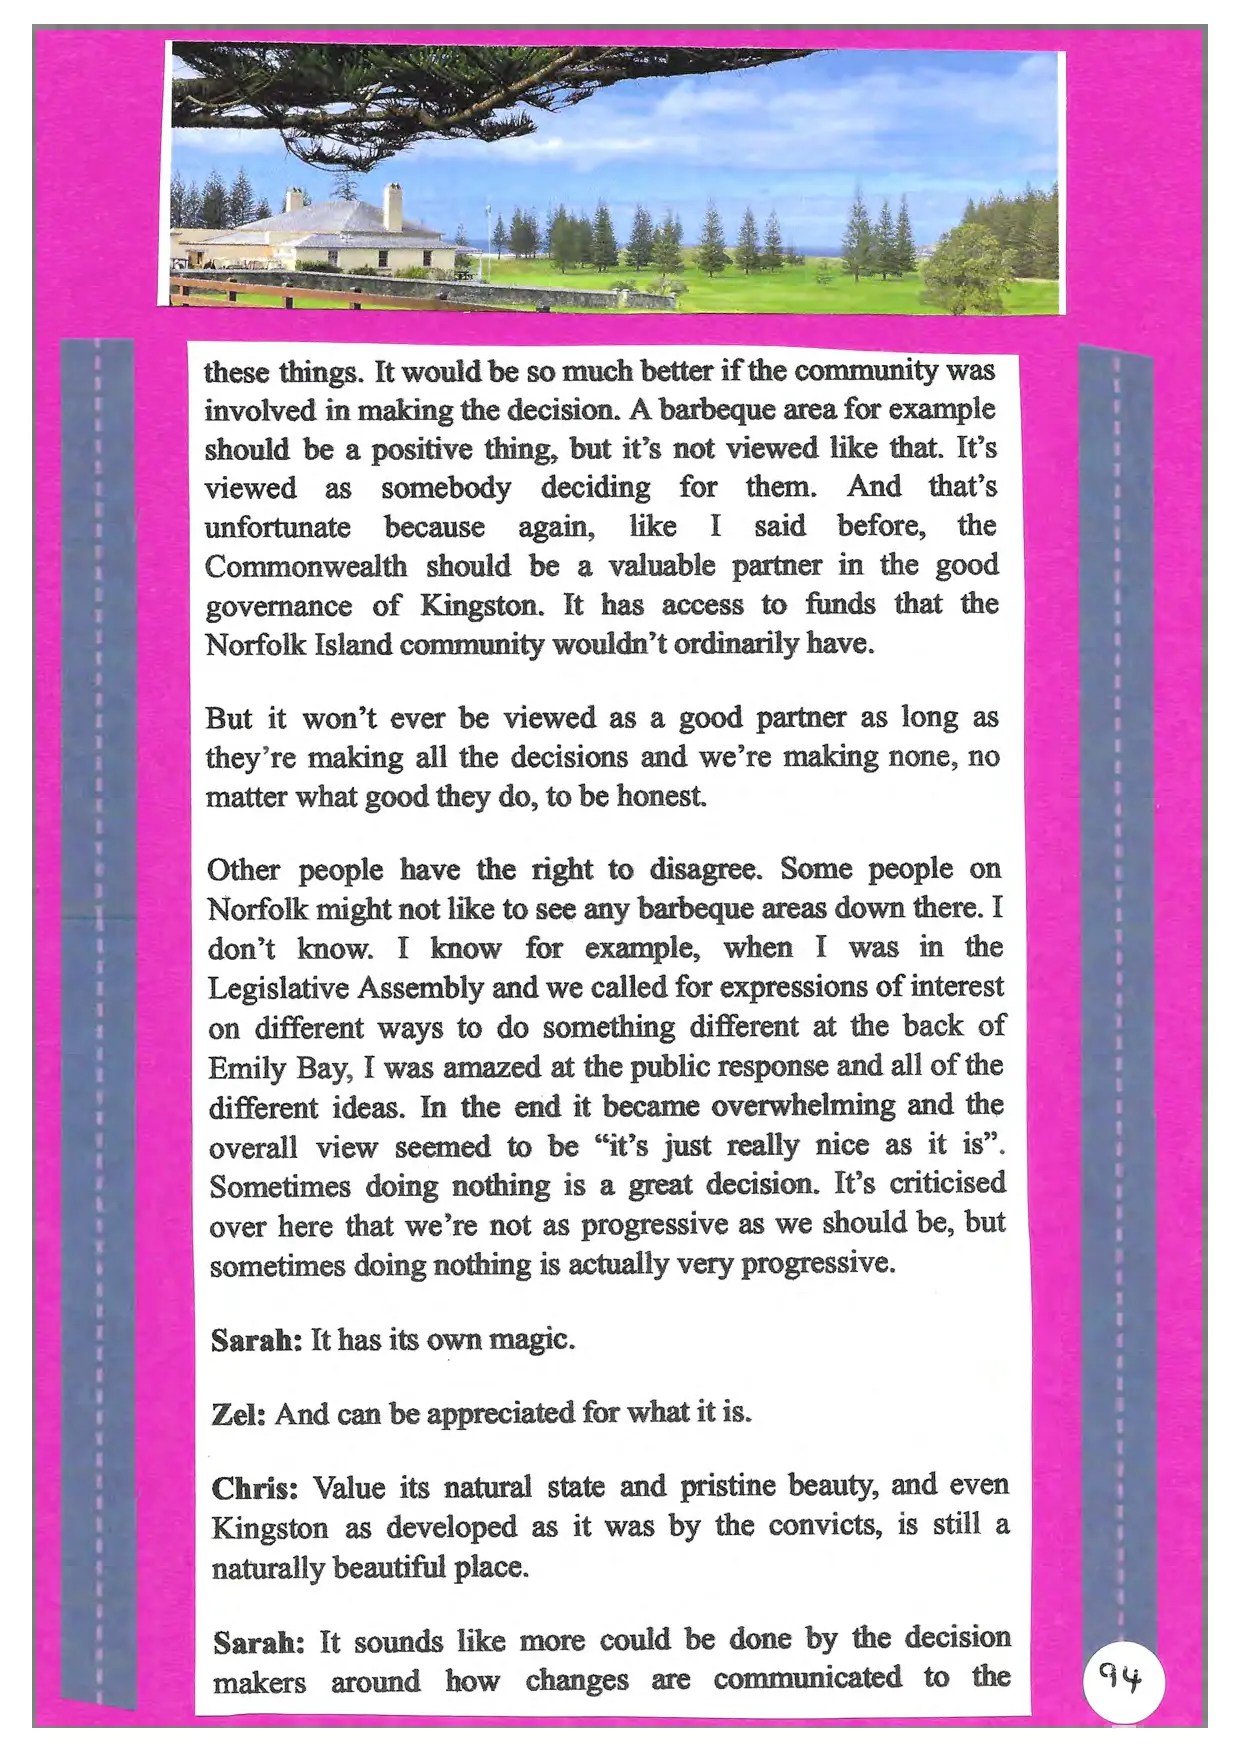 these things. It would be so much better if the community was
involved in making the decision. A barbeque area for example
should be a positive thing, but it's not viewed like that. It's
viewed as somebody deciding for them. And that's
unfortunate because again, like I said before, the
Commonwealth should be a valuable partner in the good
governance of Kingston. It has access to funds that the
Norfolk Island community wouldn't ordinarily have.
But it won't ever be viewed as a good partner as long as
they're making all the decisions and we're making none, no
matter what good they do, to be honest.
Other people have the right to disagree. Some people on
Norfolk might not like to see any barbeque areas down there. I
don't know. I know for example, when I was in the
Legislative Assembly and we called for expressions of interest
on different ways to do something different at the back of
Emily Bay, I was amazed at the public response and all of the
different ideas. In the end it became overwhelming and the
overall view seemed to be “it's just really nice as it is”.
Sometimes doing nothing is a great decision. It's criticised
over here that we're not as progressive as we should be, but
sometimes doing nothing is actually very progressive.
Sarah: It has its own magic.
Zel: And can be appreciated for what it is.
Chris: Value its natural state and pristine beauty, and even
Kingston as developed as it was by the convicts, is still a
naturally beautiful place.
Sarah: It sounds like more could be done by the decision
makers around how changes are communicated to the
94